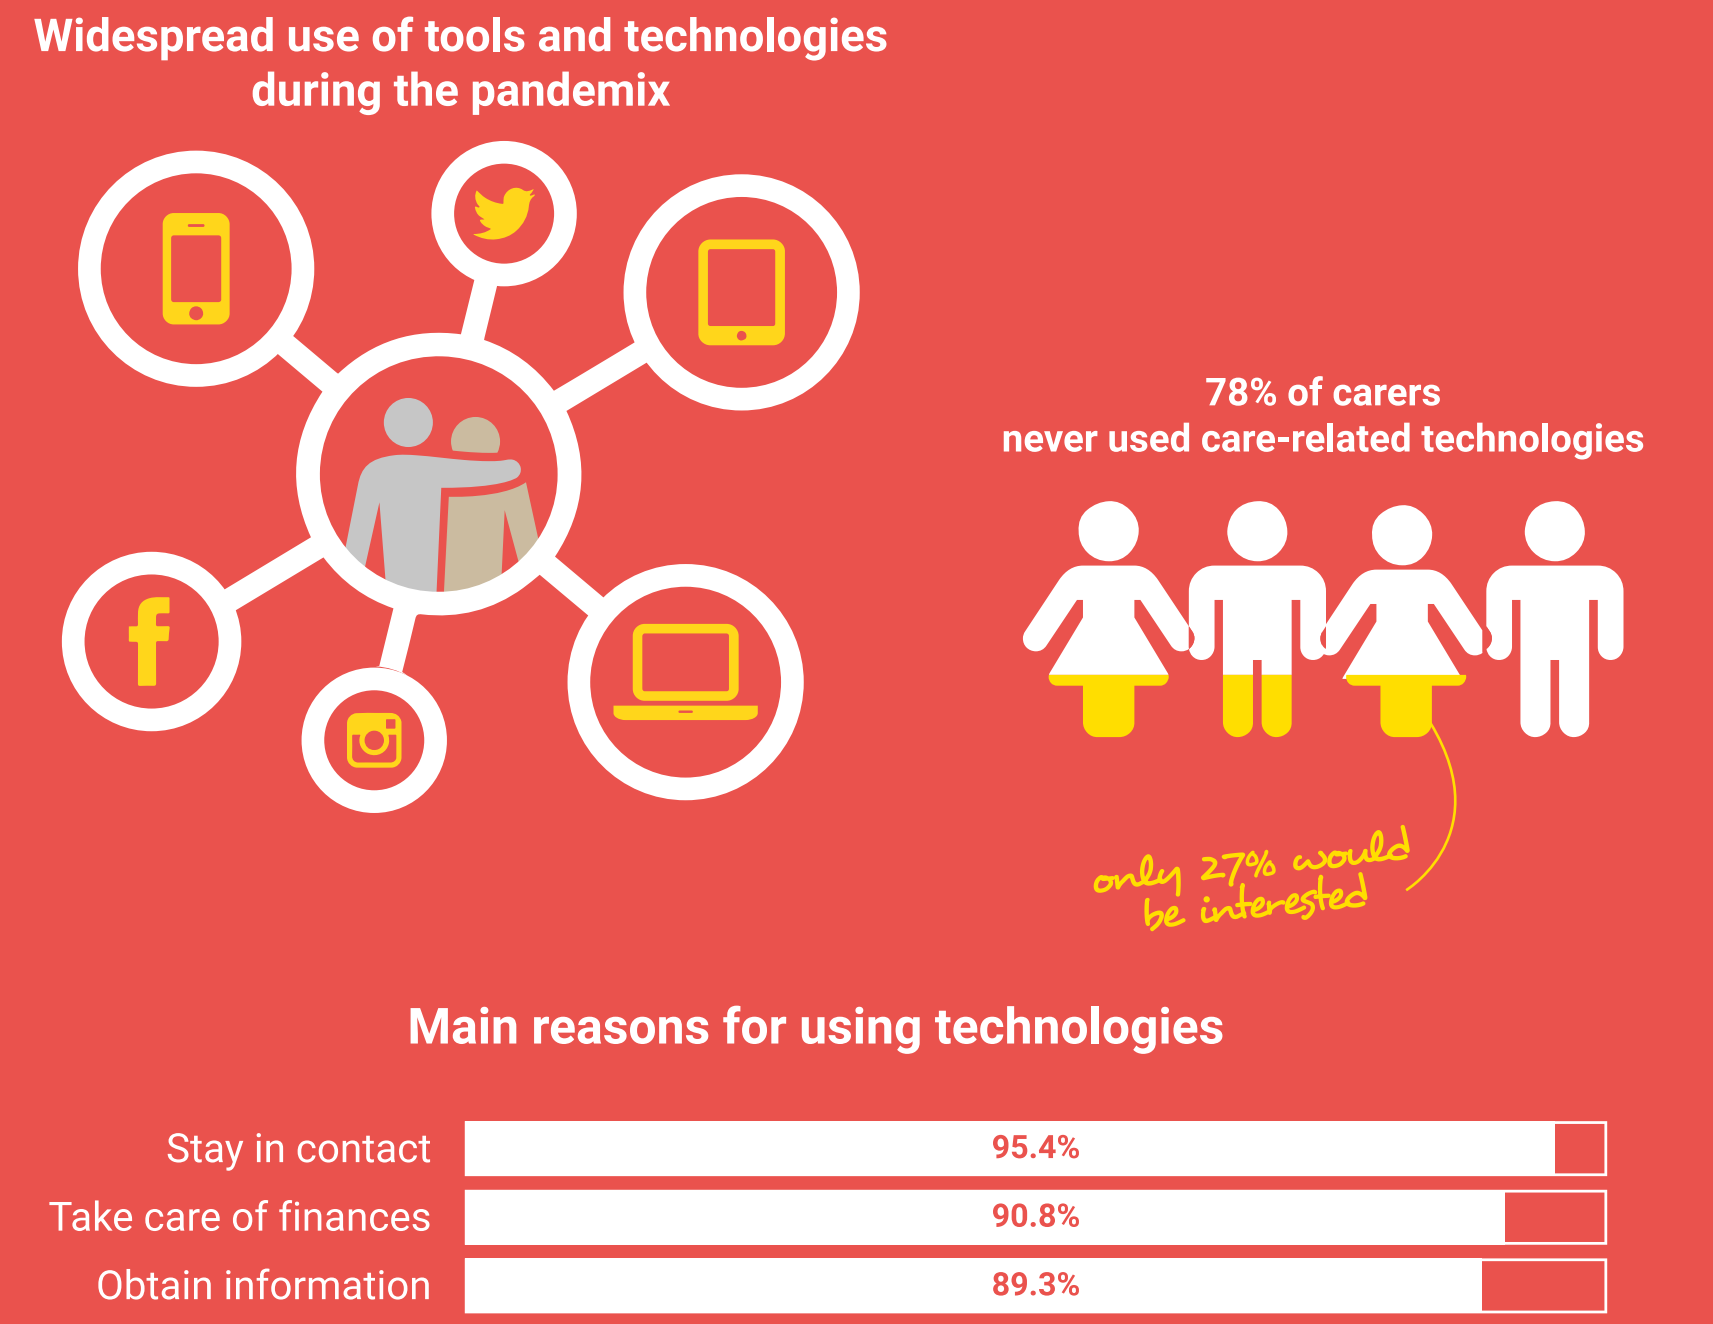 Widespread use of tools and technologies
during the pandemix
78% of carers
never used care-related technologies
only 27% would
be interested
Main reasons for using technologies
Stay in contact 95.4%
Take care of finances 90.8%
Obtain information 89.3%